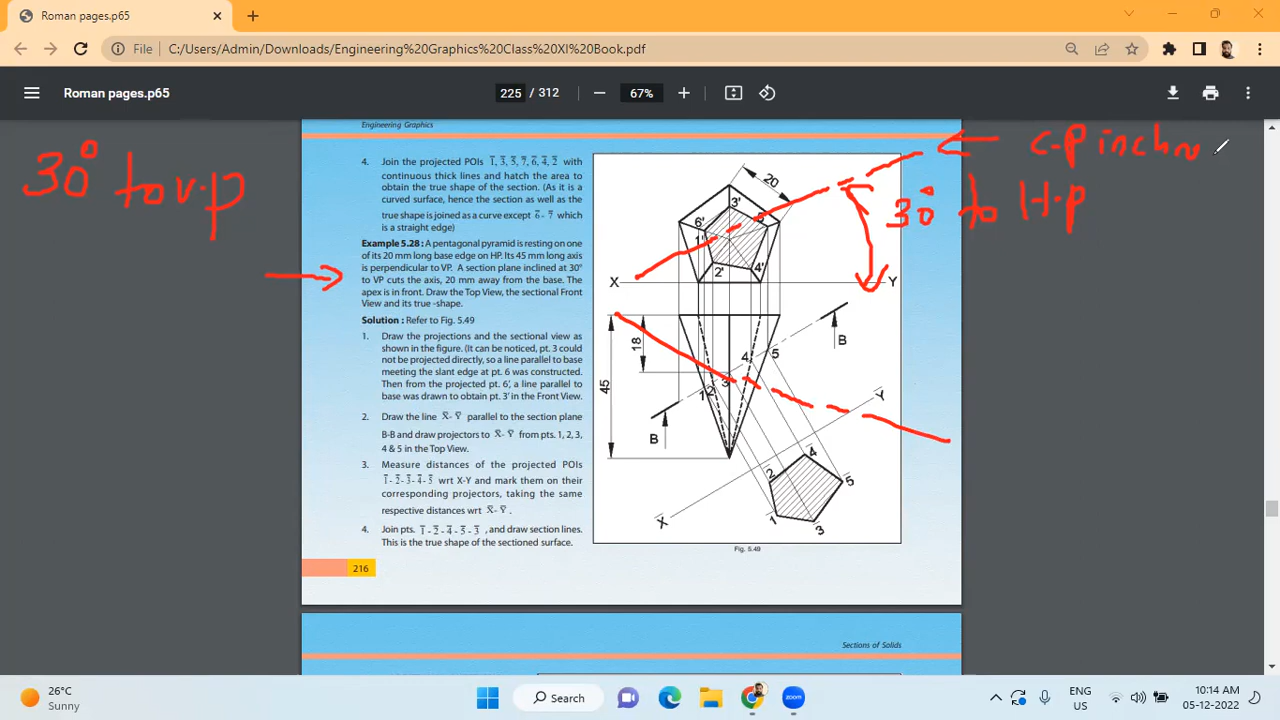 Roman pages.p65
File C:/Users/Admin/Downloads/Engineering%20Graphics%20Class%20XI%20Book.pdf
Roman pages.p65
225 / 312
67%
Engineering Graphics
30° to V.P
C.P inclin
30° to H.P
4. Join the projected POIs 1̅, 3̅, 5̅, 7̅, 6̅, 4̅, 2̅ with
continuous thick lines and hatch the area to
obtain the true shape of the section. (As it is a
curved surface, hence the section as well as the
true shape is joined as a curve except 6̅ - 7̅ which
is a straight edge)
Example 5.28: A pentagonal pyramid is resting on one
of its 20 mm long base edge on HP. Its 45 mm long axis
is perpendicular to VP. A section plane inclined at 30°
to VP cuts the axis, 20 mm away from the base. The
apex is in front. Draw the Top View, the sectional Front
View and its true -shape.
Solution : Refer to Fig. 5.49
1. Draw the projections and the sectional view as
shown in the figure. (It can be noticed, pt. 3 could
not be projected directly, so a line parallel to base
meeting the slant edge at pt. 6 was constructed.
Then from the projected pt. 6', a line parallel to
base was drawn to obtain pt. 3' in the Front View.
2. Draw the line X̅- Y̅ parallel to the section plane
B-B and draw projectors to X̅- Y̅ from pts. 1, 2, 3,
4 & 5 in the Top View.
3. Measure distances of the projected POIs
1̅ - 2̅ - 3̅ - 4̅ - 5̅ wrt X-Y and mark them on their
corresponding projectors, taking the same
respective distances wrt X̅- Y̅ .
4. Join pts. 1̅ - 2̅ - 4̅ - 5̅ - 3̅ , and draw section lines.
This is the true shape of the sectioned surface.
216
20
3'
6'
1'
2'
4'
X
Y
18
45
B
4
5
1
2
3
B
Y̅
X̅
2̅
4̅
5̅
1̅
3̅
Fig. 5.49
Sections of Solids
26°C
Sunny
Search
ENG
US
10:14 AM
05-12-2022